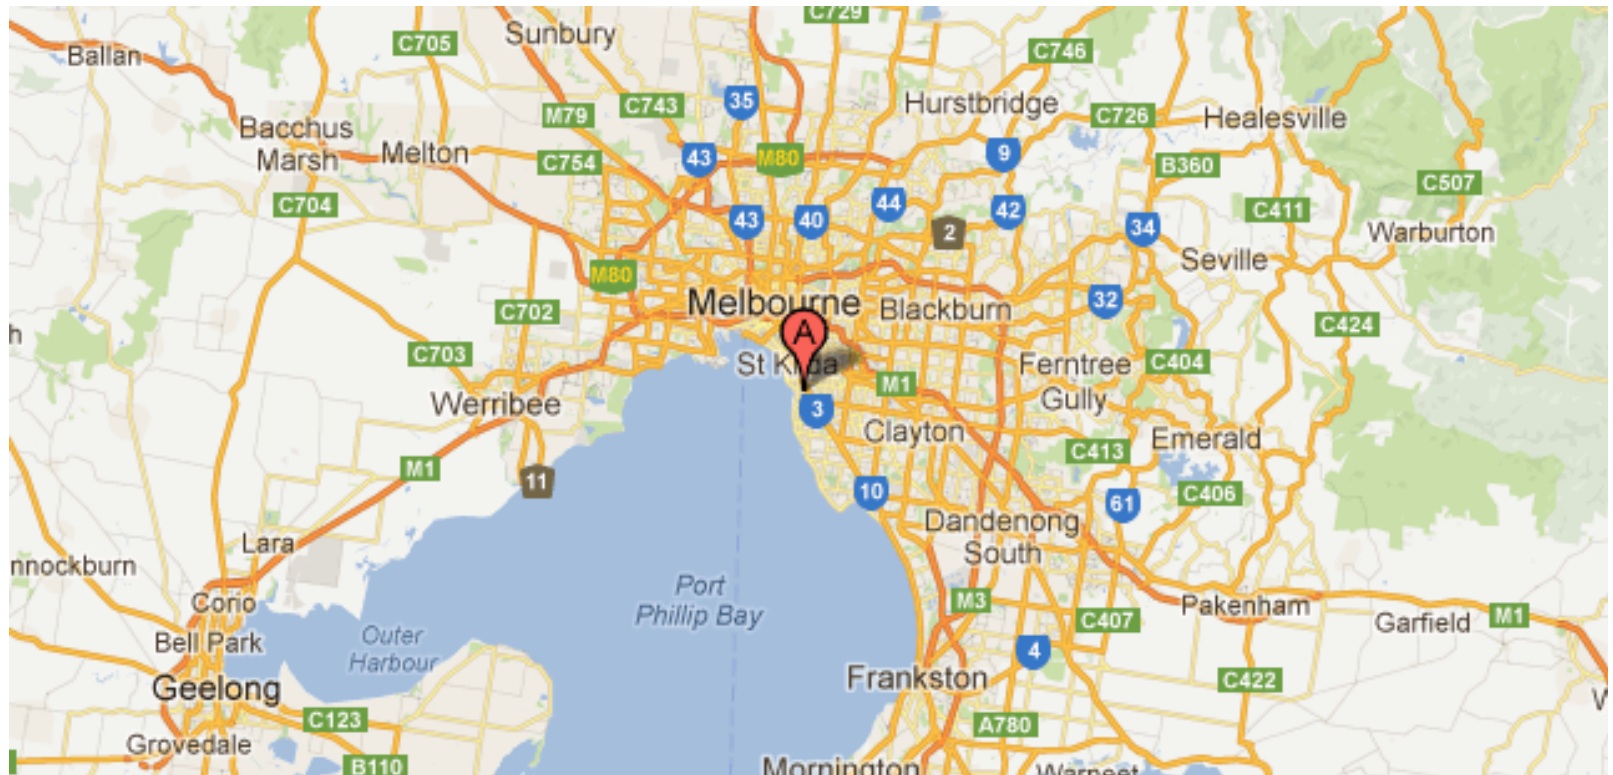 C729
Sunbury
C705
C746
Ballan
35
C743
Hurstbridge
M79
C726
Healesville
Bacchus
Marsh
Melton
C754
43
M80
9
B360
C507
C704
44
42
C411
43
40
2
34
Warburton
Seville
M80
Melbourne
Blackburn
32
C702
C424
h
A
C703
St Kilda
Ferntree
Gully
C404
M1
Werribee
3
Clayton
C413
Emerald
M1
11
10
C406
61
Dandenong
South
Lara
nnockburn
Port
Phillip Bay
Corio
M3
C407
Pakenham
Garfield
M1
Bell Park
Outer
Harbour
4
Frankston
C422
Geelong
C123
A780
Grovedale
B110
Mornington
Warneet